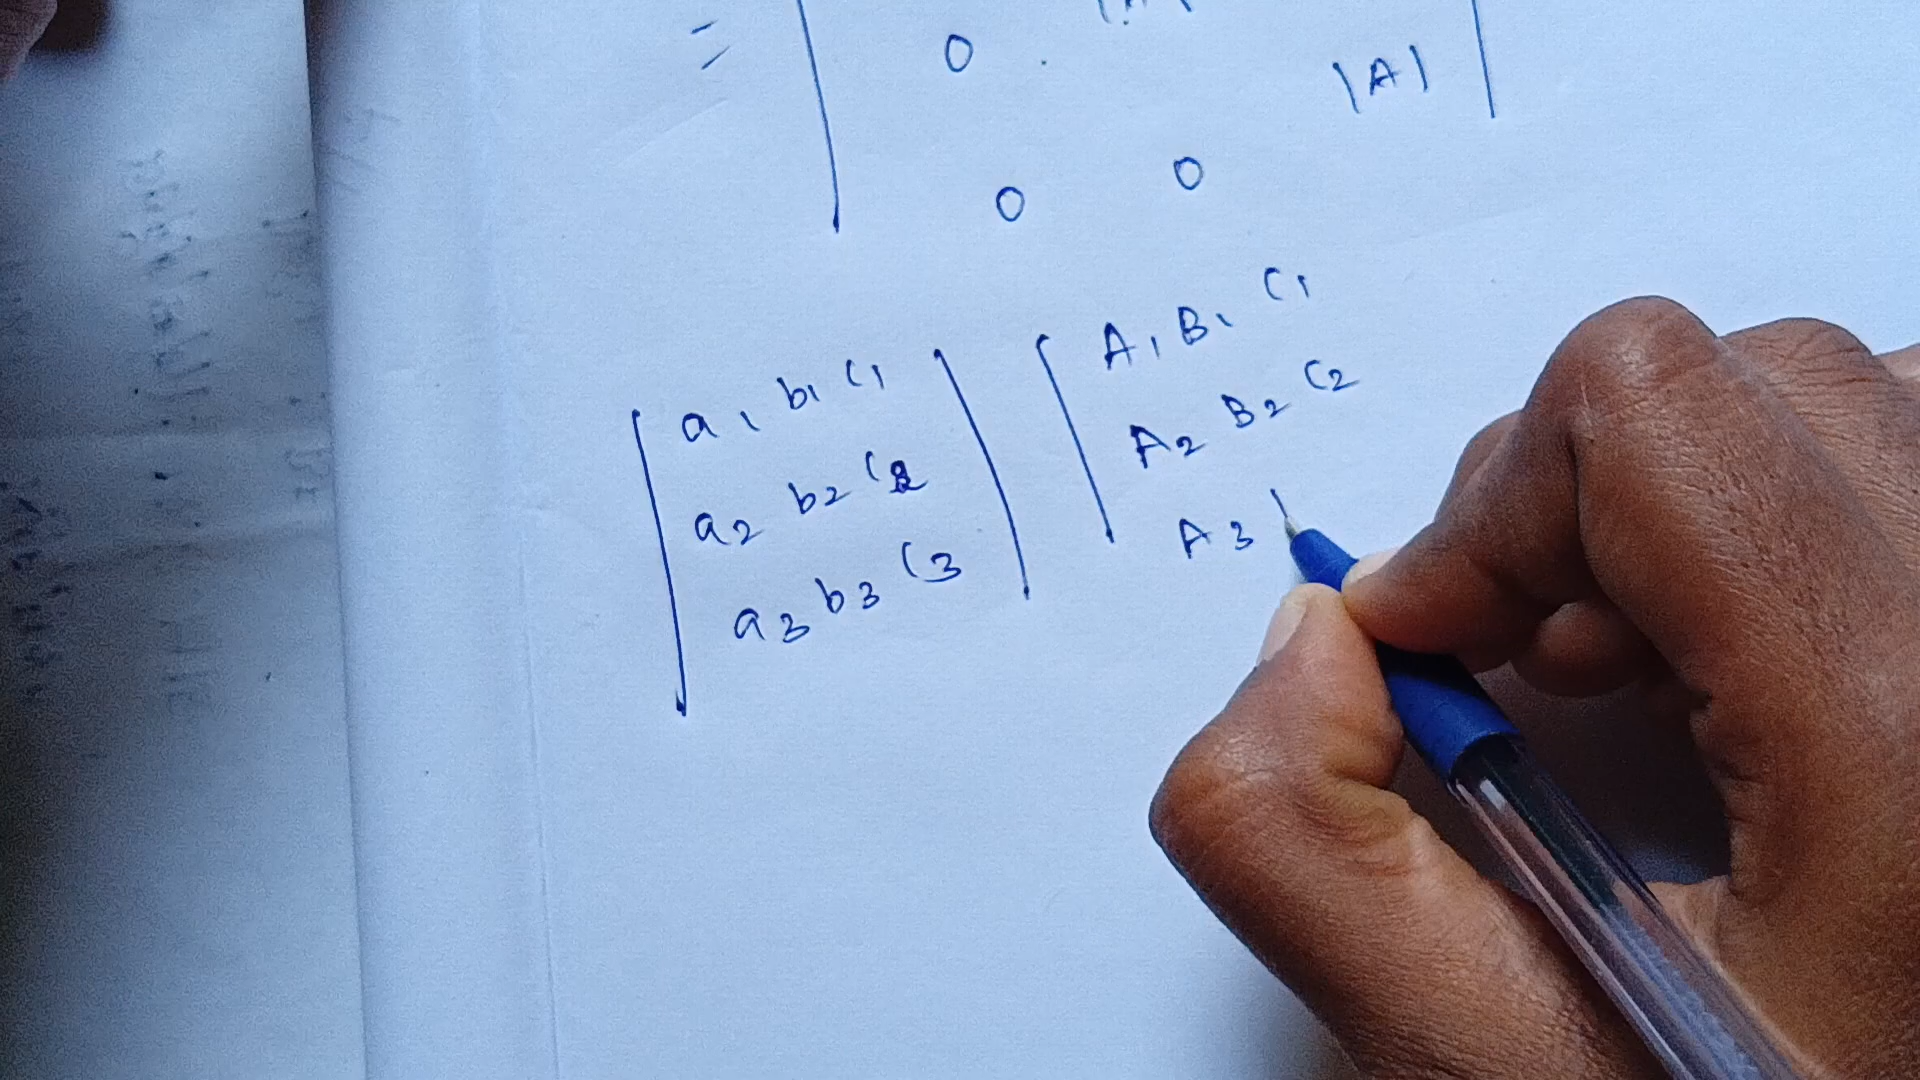 =
0
|A|
0 0
a1 b1 c1
a2 b2 c2
a3 b3 c3
A1 B1 C1
A2 B2 C2
A3